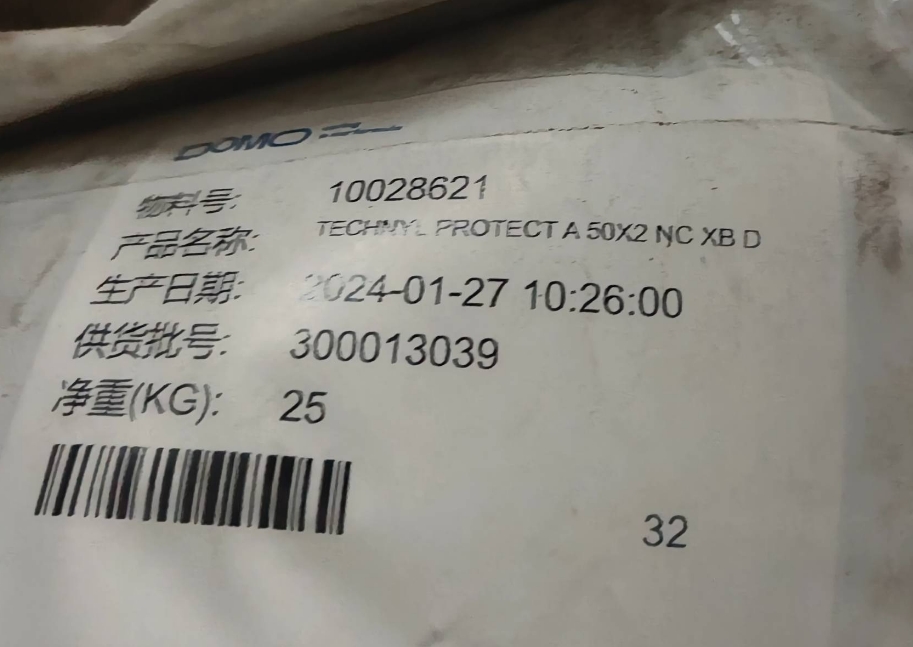 DOMO
物料号: 10028621
产品名称: TECHNYL PROTECT A 50X2 NC XB D
生产日期: 2024-01-27 10:26:00
供货批号: 300013039
净重(KG): 25
32